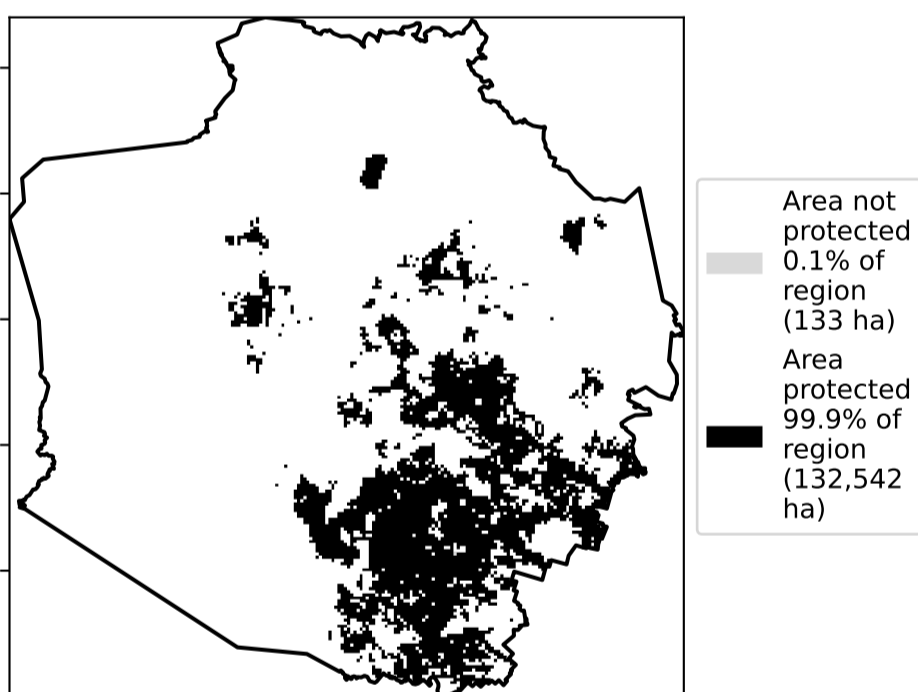 Area not
protected
0.1% of
region
(133 ha)
Area
protected
99.9% of
region
(132,542
ha)